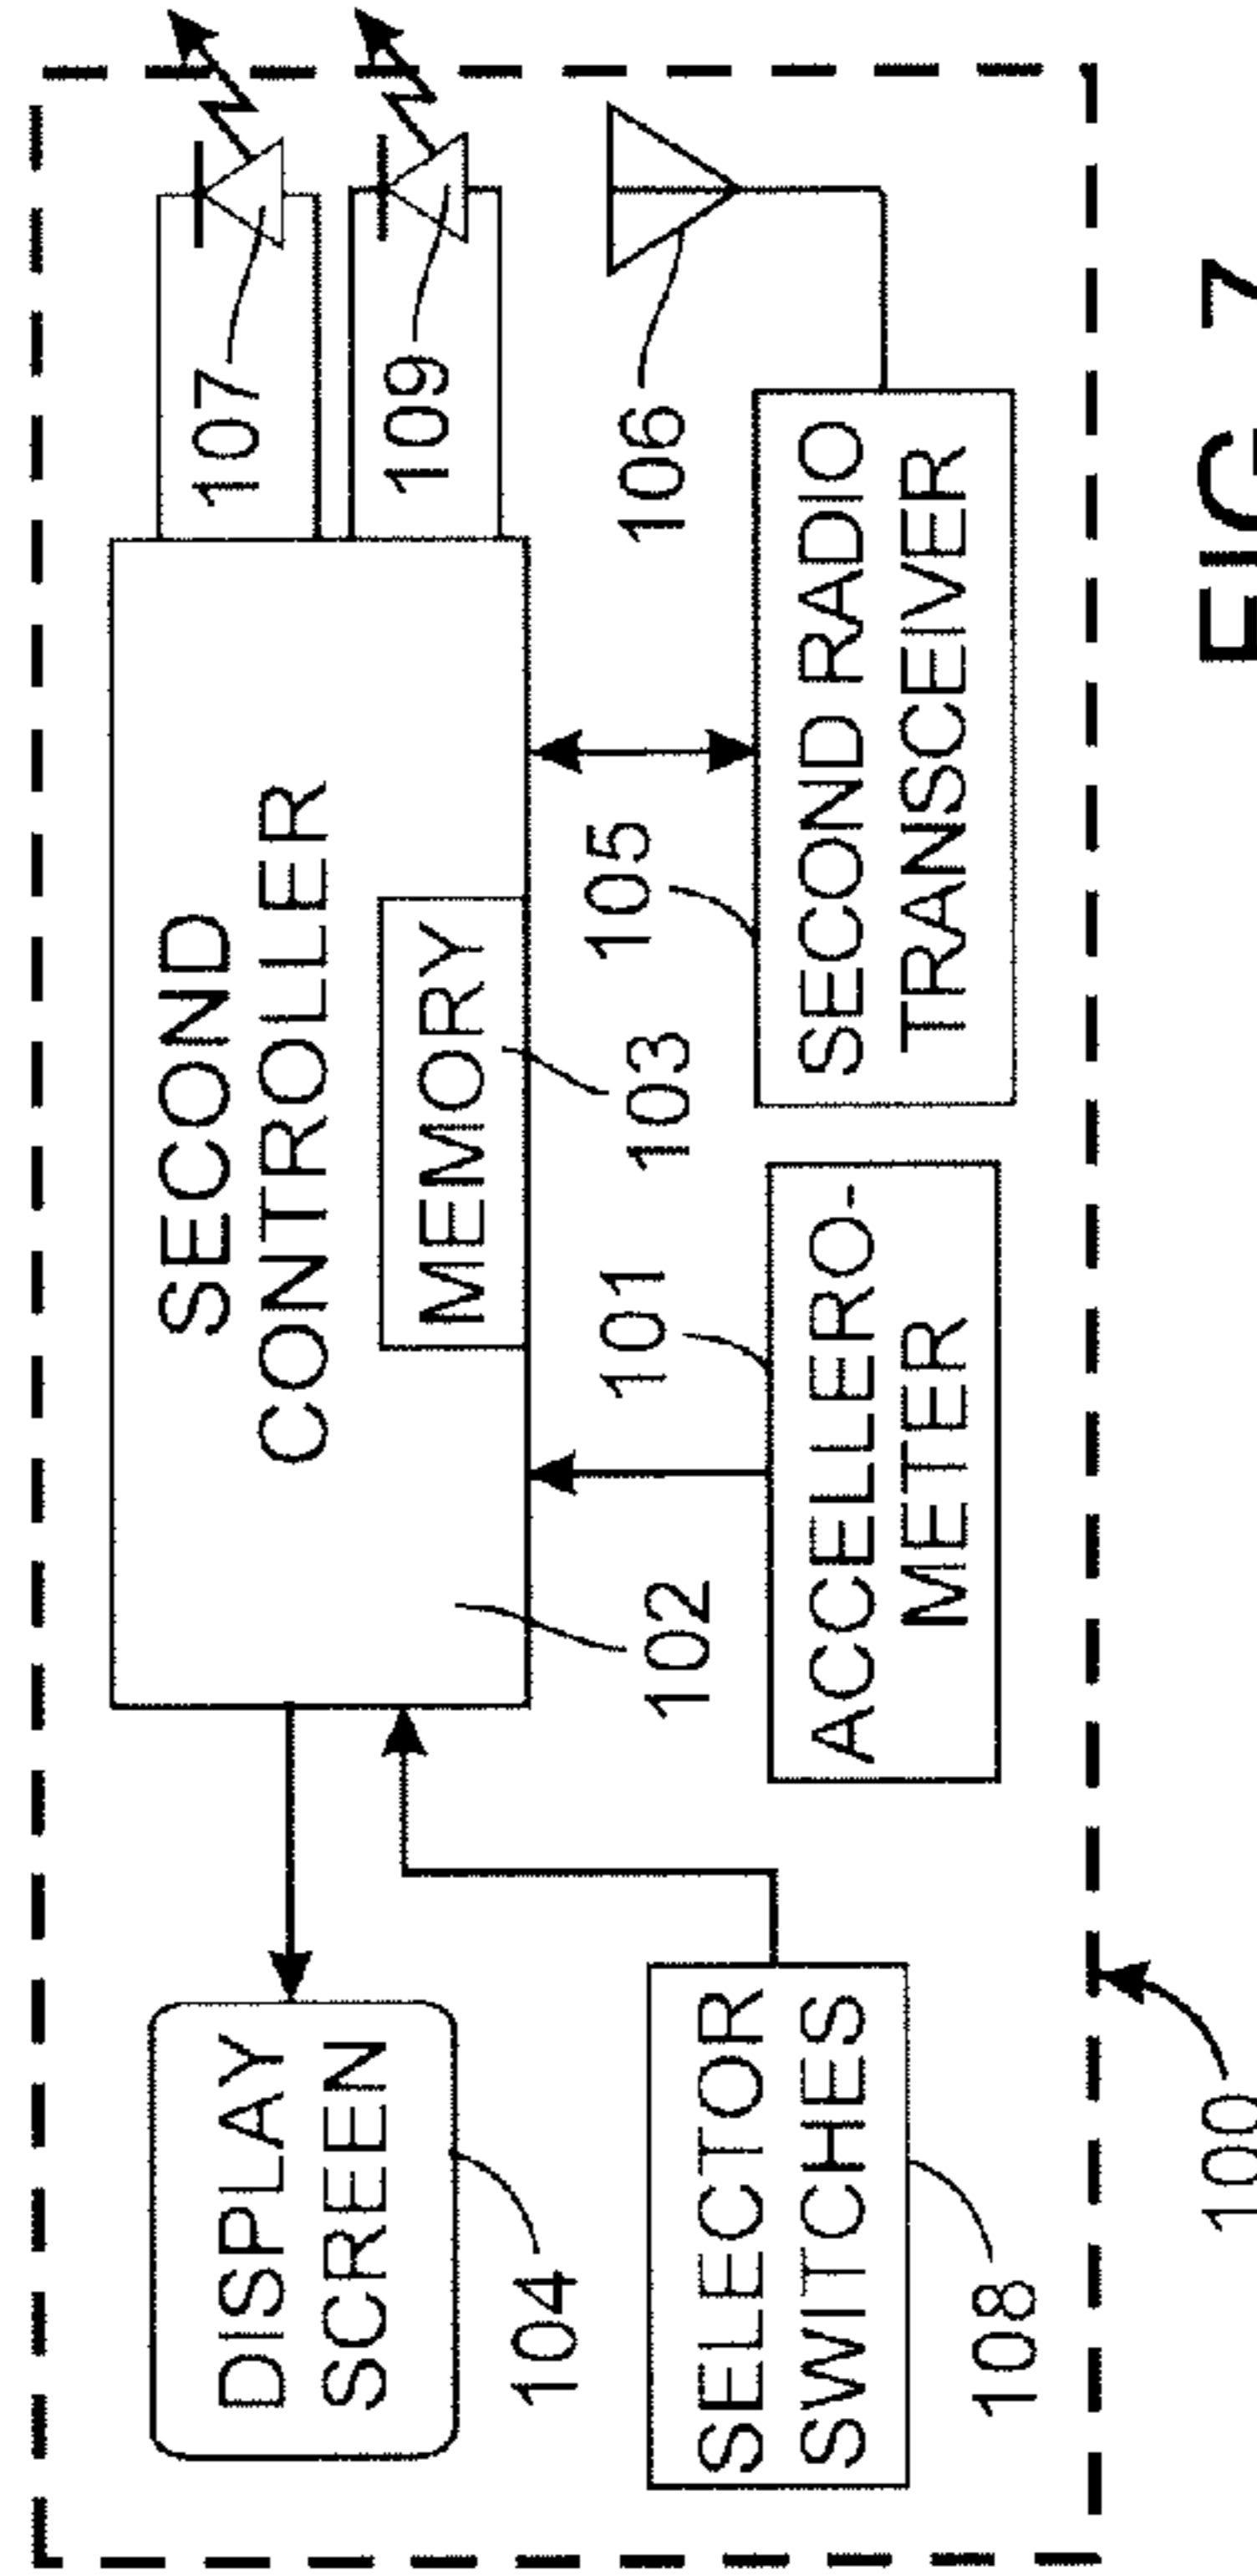 DISPLAY
SCREEN
104
SECOND
CONTROLLER
MEMORY
107
109
SELECTOR
SWITCHES
108
102
101
103
105
106
ACCELLERO-
METER
SECOND RADIO
TRANSCEIVER
100
FIG. 7